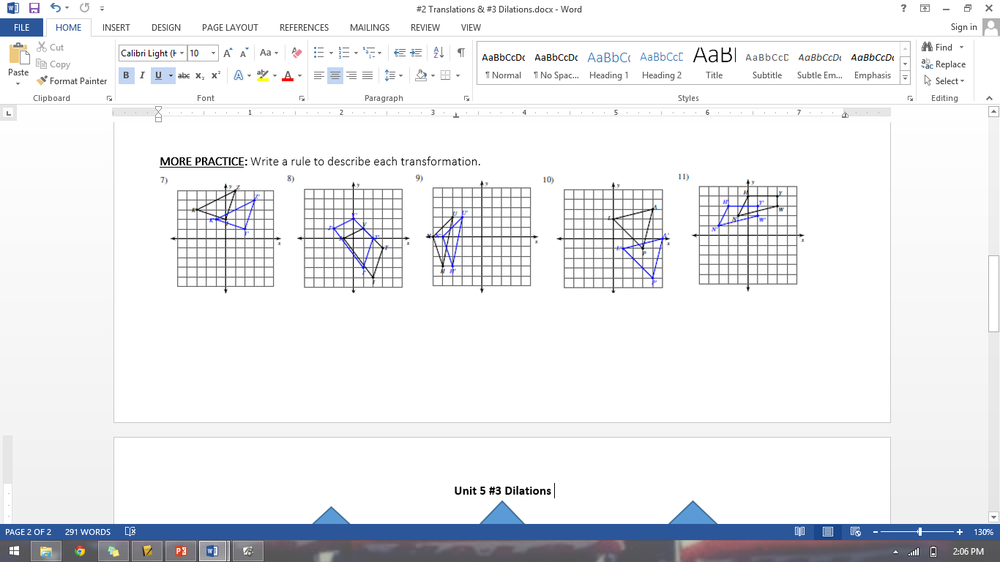 #2 Translations & #3 Dilations.docx - Word
FILE HOME INSERT DESIGN PAGE LAYOUT REFERENCES MAILINGS REVIEW VIEW Sign in
Paste
Cut
Copy
Format Painter
Calibri Light (H 10
B I U abc x₂ x²
AaBbCcDc AaBbCcDc AaBbCc AaBbCcD AaBl AaBbCcD AaBbCcDc AaBbCcDc
¶ Normal ¶ No Spac... Heading 1 Heading 2 Title Subtitle Subtle Em... Emphasis
Find
Replace
Select
Clipboard Font Paragraph Styles Editing
1 2 3 4 5 6 7
MORE PRACTICE: Write a rule to describe each transformation.
7) 8) 9) 10) 11)
y Z Z' K K' I I' x
y V' V I' T' T I x
y U U' N N' H H' x
y A L P A' L' P' x
y H Y H' Y' W N W' N' x
Unit 5 #3 Dilations
PAGE 2 OF 2 291 WORDS 130%
2:06 PM